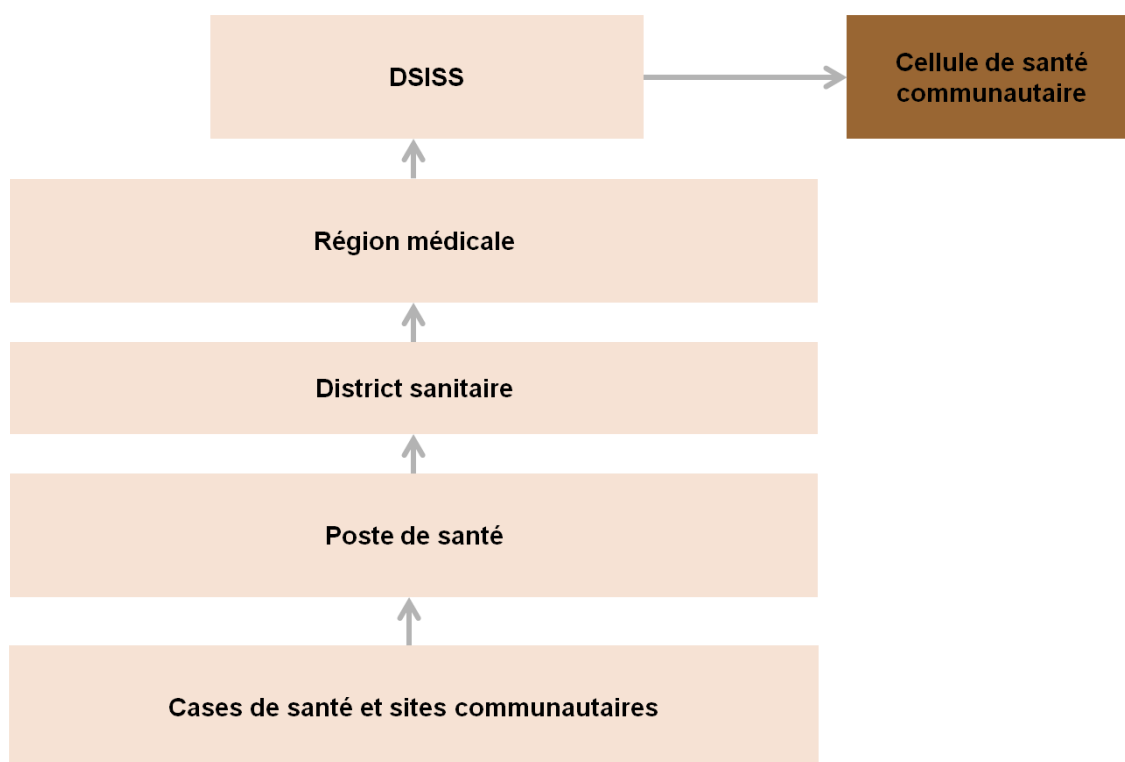 DSISS
Cellule de santé
communautaire
Région médicale
District sanitaire
Poste de santé
Cases de santé et sites communautaires